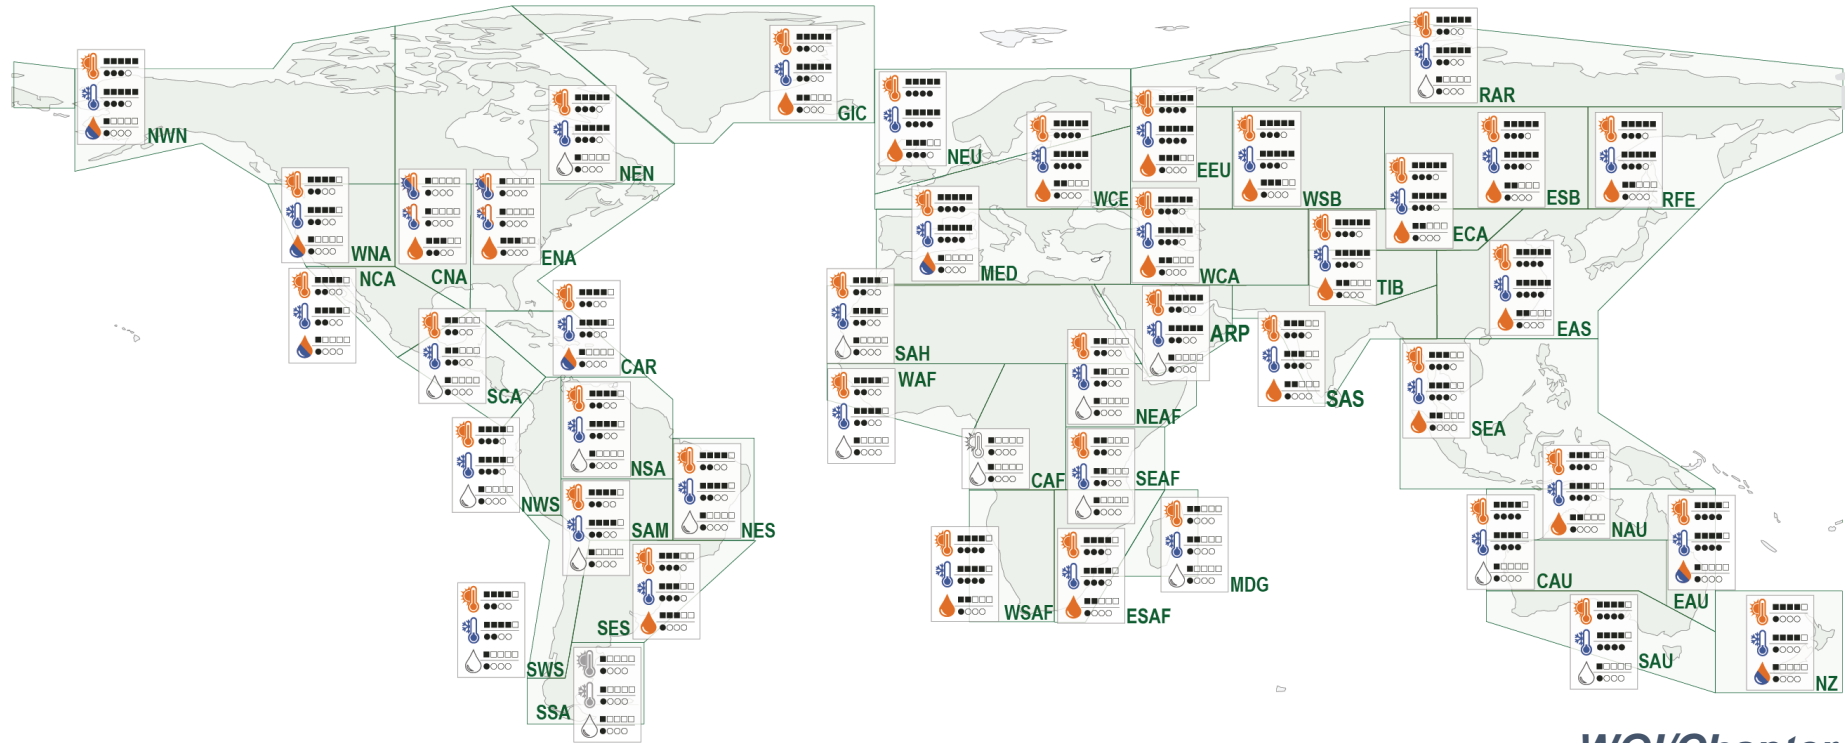 GIC
RAR
NWN
NEN
NEU
WCE
EEU
WSB
ESB
RFE
WNA
CNA
ENA
MED
WCA
ECA
TIB
NCA
EAS
SCA
CAR
SAH
ARP
WAF
NEAF
SAS
SEA
NWS
NSA
CAF
SEAF
SAM
NES
NAU
SES
WSAF
ESAF
MDG
CAU
EAU
SWS
SAU
SSA
NZ